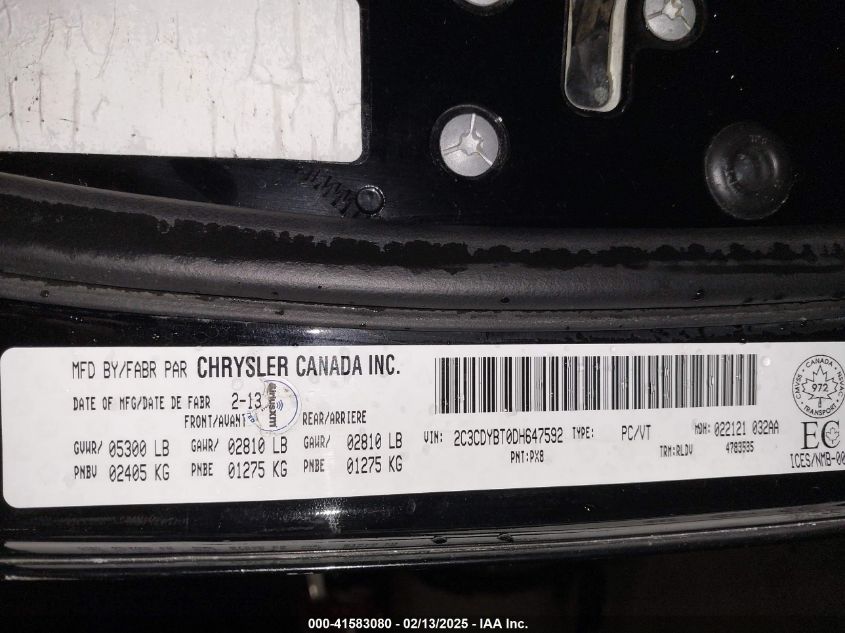 MFD BY/FABR PAR CHRYSLER CANADA INC.
DATE OF MFG/DATE DE FABR 2-13
siriusxm
FRONT/AVANT REAR/ARRIERE
GVWR/ 05300 LB GAWR/ 02810 LB GAWR/ 02810 LB
PNBV 02405 KG PNBE 01275 KG PNBE 01275 KG
VIN: 2C3CDYBT0DH647592 TYPE: PC/VT MDH: 022121 032AA
PNT:PX8 TRM:RLDV 4783535
CANADA
CMVSS 972 NSVAC
TRANSPORT
EC
ICES/NMB-00
000-41583080 - 02/13/2025 - IAA Inc.